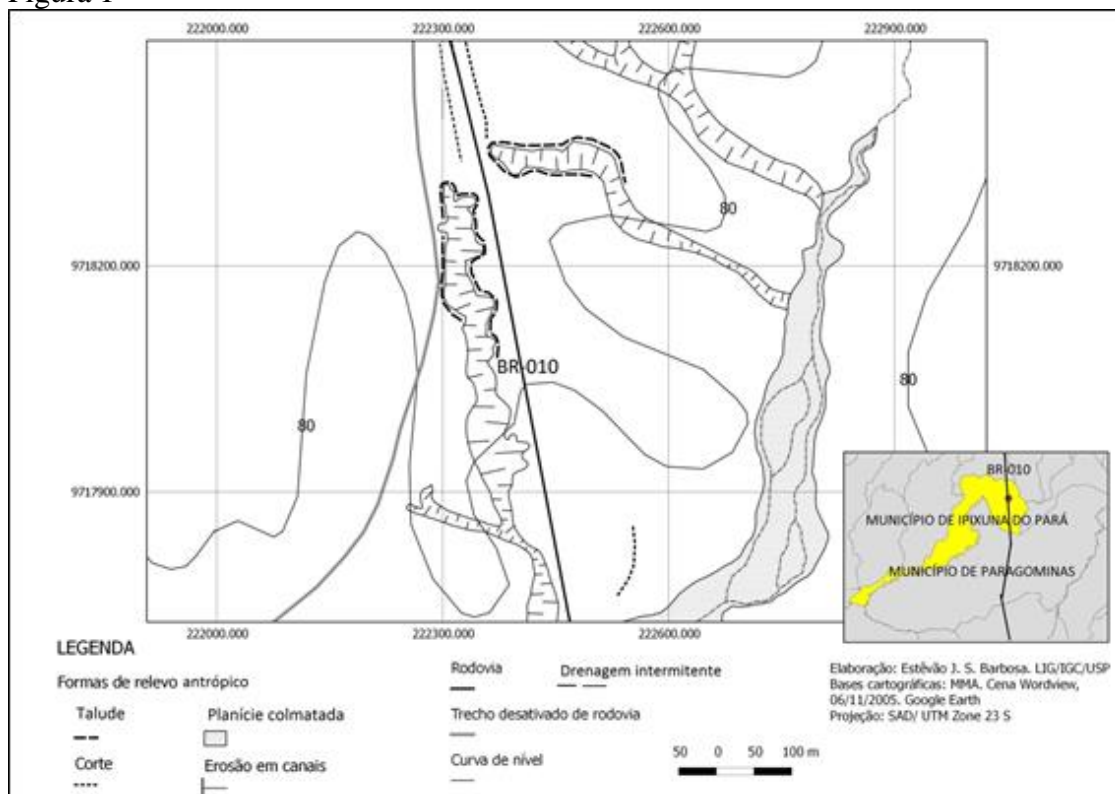 Figura 1
222000.000 222300.000 222600.000 222900.000
80
9718200.000 9718200.000
BR-010
80
80
9717900.000
BR-010
MUNICÍPIO DE IPIXUNA DO PARÁ
MUNICÍPIO DE PARAGOMINAS
222000.000 222300.000 222600.000
LEGENDA
Formas de relevo antrópico
Talude
Planície colmatada
Corte
Erosão em canais
Rodovia
Drenagem intermitente
Trecho desativado de rodovia
Curva de nível
50 0 50 100 m
Elaboração: Estêvão J. S. Barbosa. LIG/IGC/USP
Bases cartográficas: MMA. Cena Wordview,
06/11/2005. Google Earth
Projeção: SAD/ UTM Zone 23 S